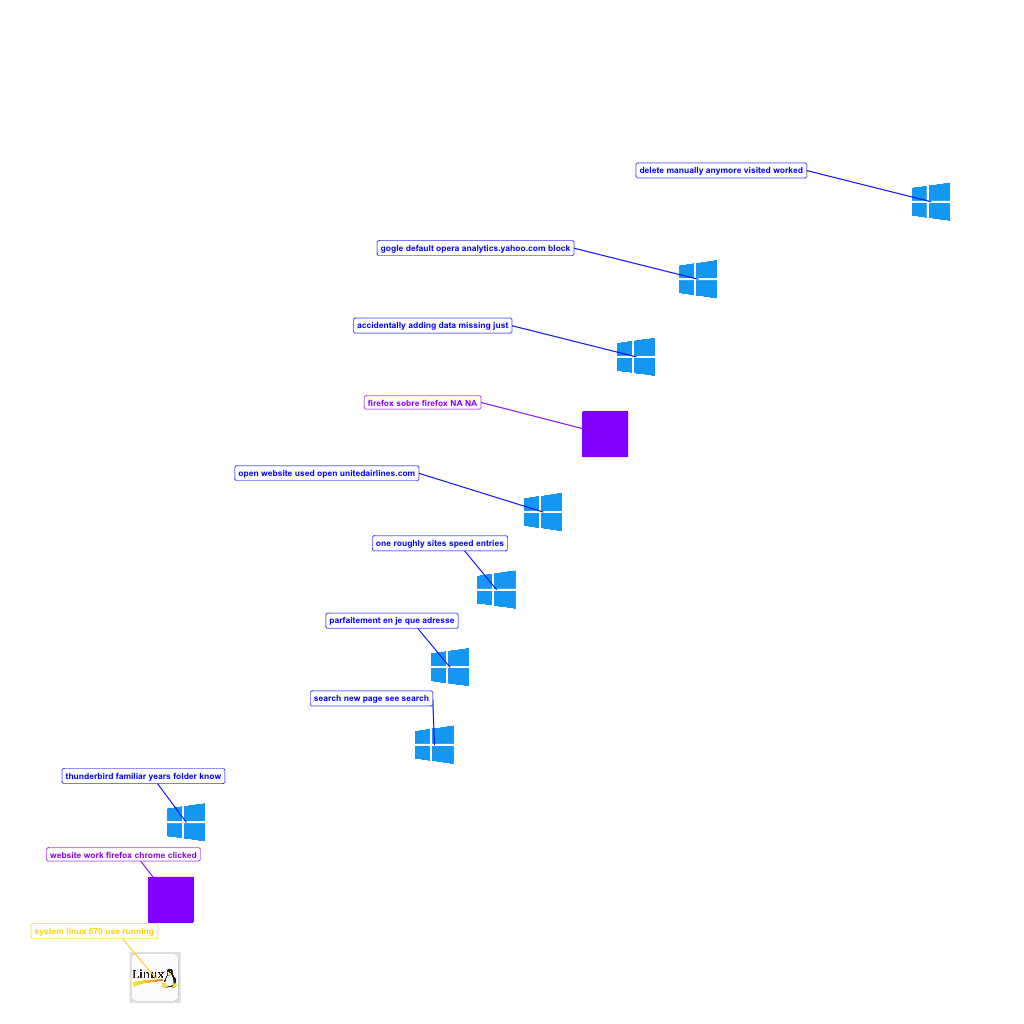 delete manually anymore visited worked
gogle default opera analytics.yahoo.com block
accidentally adding data missing just
firefox sobre firefox NA NA
open website used open unitedairlines.com
one roughly sites speed entries
parfaitement en je que adresse
search new page see search
thunderbird familiar years folder know
website work firefox chrome clicked
system linux 570 use running
Linux